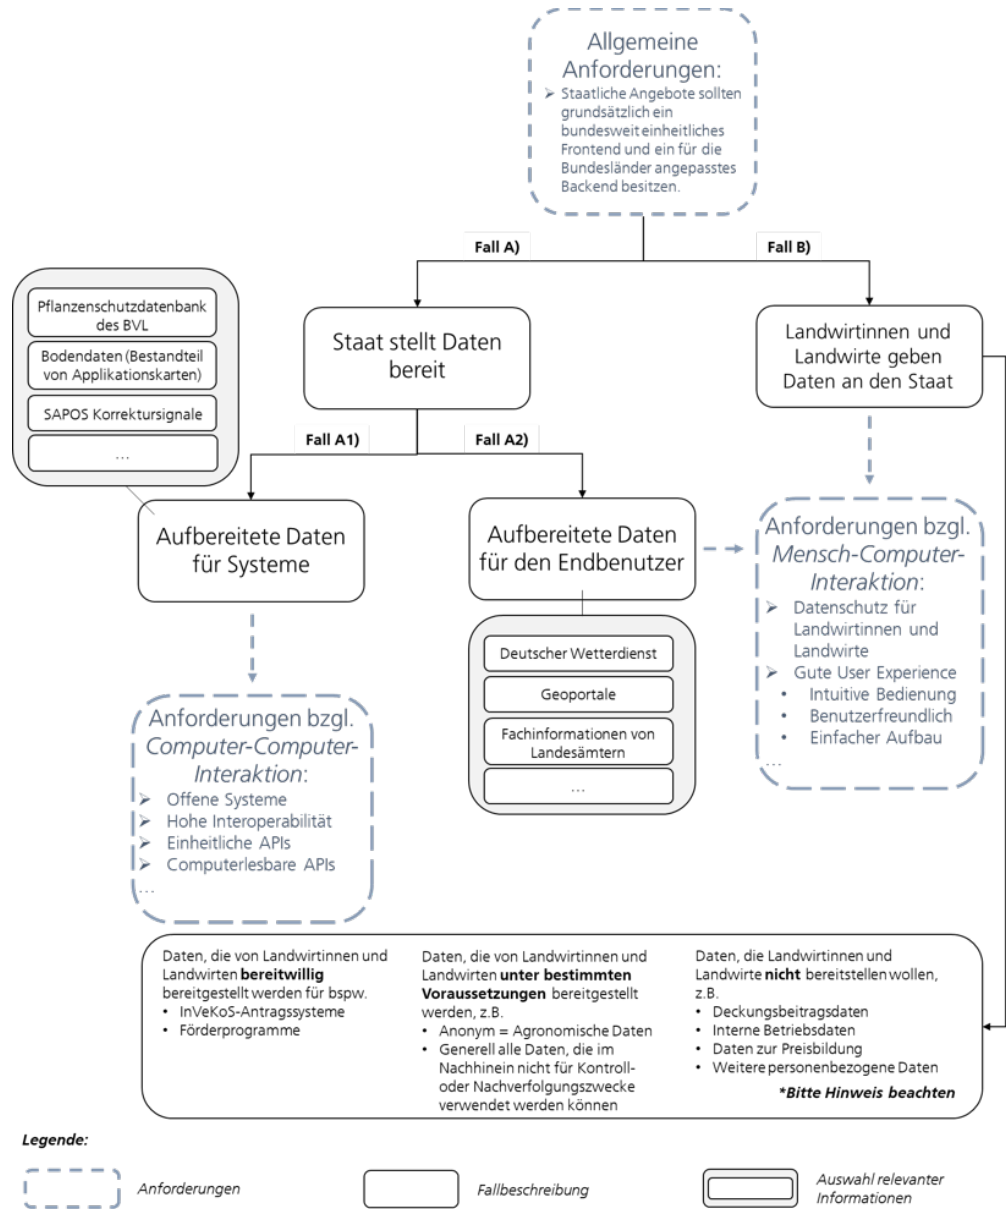 Allgemeine
Anforderungen:
➢ Staatliche Angebote sollten
grundsätzlich ein
bundesweit einheitliches
Frontend und ein für die
Bundesländer angepasstes
Backend besitzen.
Fall A)
Fall B)
Pflanzenschutzdatenbank
des BVL
Bodendaten (Bestandteil
von Applikationskarten)
SAPOS Korrektursignale
...
Staat stellt Daten
bereit
Landwirtinnen und
Landwirte geben
Daten an den Staat
Fall A1)
Fall A2)
Aufbereitete Daten
für Systeme
Aufbereitete Daten
für den Endbenutzer
Anforderungen bzgl.
Mensch-Computer-
Interaktion:
➢ Datenschutz für
Landwirtinnen und
Landwirte
➢ Gute User Experience
• Intuitive Bedienung
• Benutzerfreundlich
• Einfacher Aufbau
...
Deutscher Wetterdienst
Geoportale
Fachinformationen von
Landesämtern
...
Anforderungen bzgl.
Computer-Computer-
Interaktion:
➢ Offene Systeme
➢ Hohe Interoperabilität
➢ Einheitliche APIs
➢ Computerlesbare APIs
...
Daten, die von Landwirtinnen und
Landwirten bereitwillig
bereitgestellt werden für bspw.
• InVeKoS-Antragssysteme
• Förderprogramme
Daten, die von Landwirtinnen und
Landwirten unter bestimmten
Voraussetzungen bereitgestellt
werden, z.B.
• Anonym = Agronomische Daten
• Generell alle Daten, die im
Nachhinein nicht für Kontroll-
oder Nachverfolgungszwecke
verwendet werden können
Daten, die Landwirtinnen und
Landwirte nicht bereitstellen wollen,
z.B.
• Deckungsbeitragsdaten
• Interne Betriebsdaten
• Daten zur Preisbildung
• Weitere personenbezogene Daten
*Bitte Hinweis beachten
Legende:
Anforderungen
Fallbeschreibung
Auswahl relevanter
Informationen